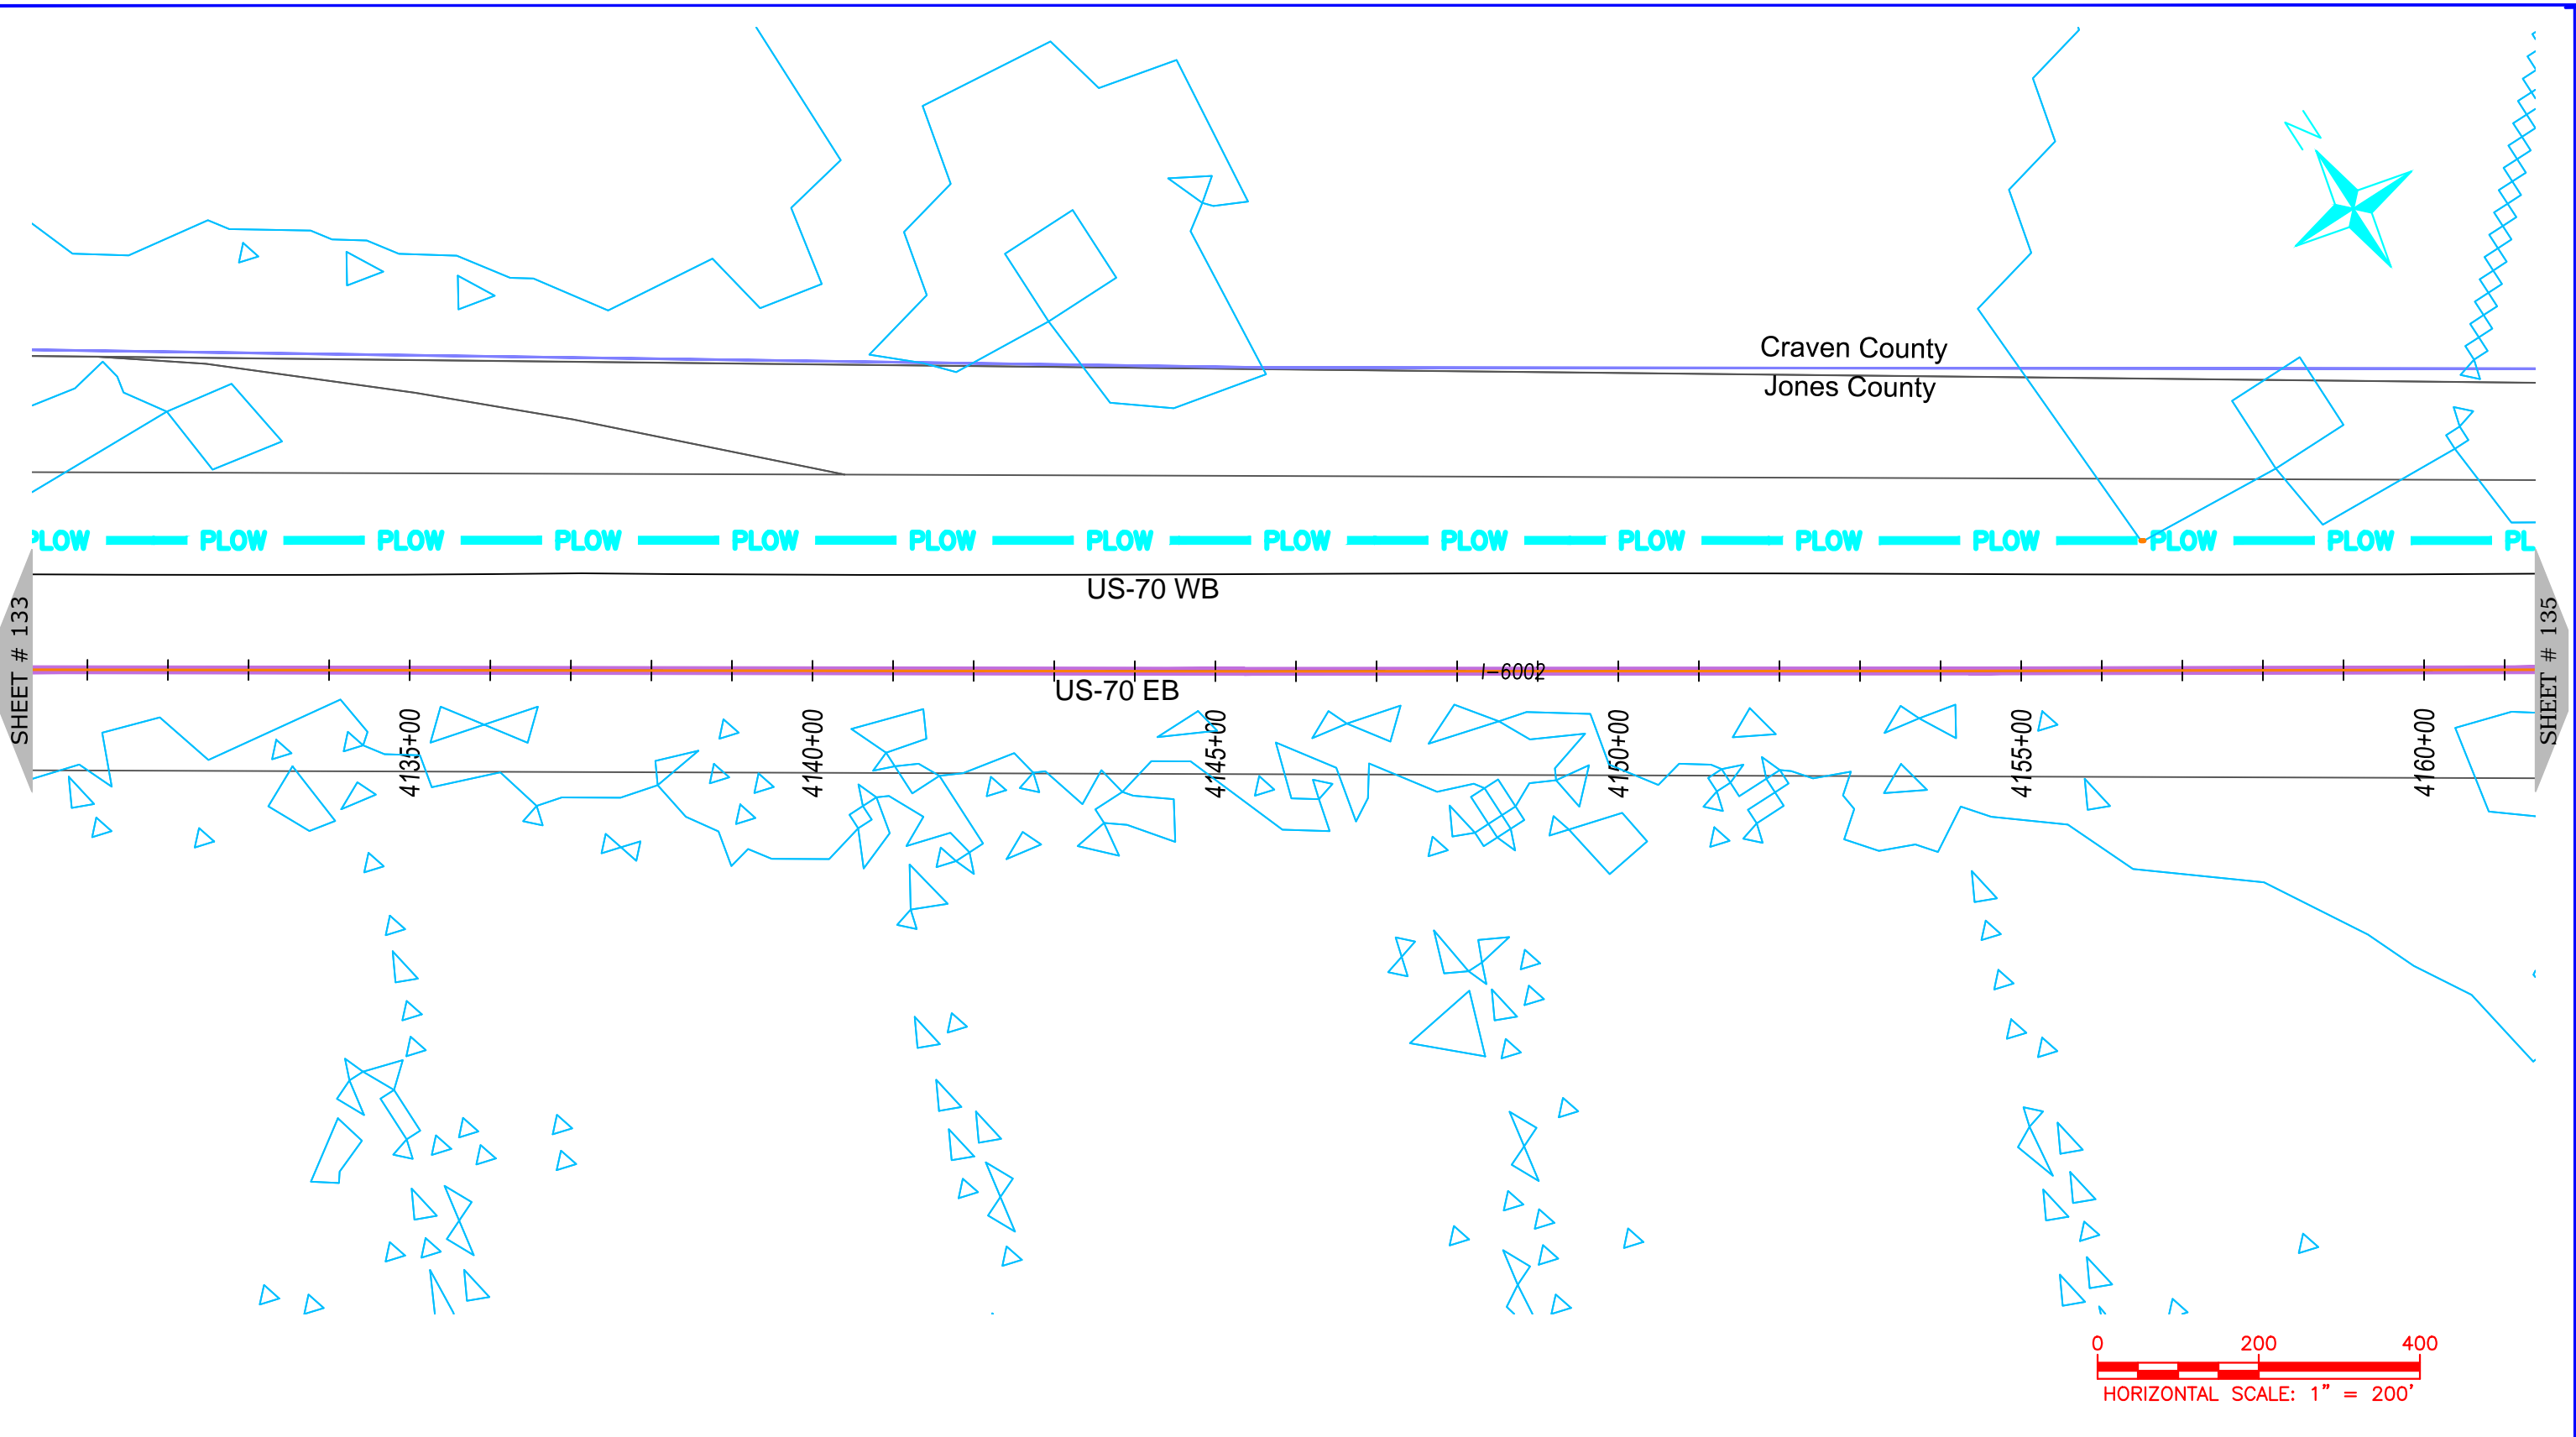 N
Craven County
Jones County
PLOW PLOW PLOW PLOW PLOW PLOW PLOW PLOW PLOW PLOW PLOW PLOW PLOW PLOW PL
US-70 WB
SHEET # 133
SHEET # 135
I-6002
US-70 EB
4135+00
4140+00
4145+00
4150+00
4155+00
4160+00
0 200 400
HORIZONTAL SCALE: 1" = 200'